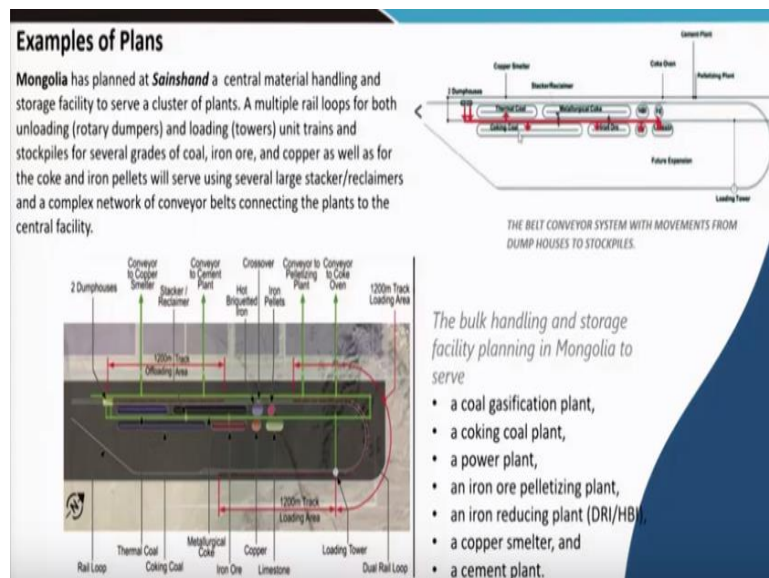 Examples of Plans
Mongolia has planned at Sainshand a central material handling and
storage facility to serve a cluster of plants. A multiple rail loops for both
unloading (rotary dumpers) and loading (towers) unit trains and
stockpiles for several grades of coal, iron ore, and copper as well as for
the coke and iron pellets will serve using several large stacker/reclaimers
and a complex network of conveyor belts connecting the plants to the
central facility.
Cement Plant
Copper Smelter
Coke Oven
Stacker/Reclaimer
Pelletizing Plant
2 Dumphouses
Thermal Coal
Metallurgical Coke
Coking Coal
Iron Ore
Future Expansion
Loading Tower
THE BELT CONVEYOR SYSTEM WITH MOVEMENTS FROM
DUMP HOUSES TO STOCKPILES.
2 Dumphouses
Conveyor
to Copper
Smelter
Stacker /
Reclaimer
Conveyor
to Cement
Plant
Hot
Briquetted
Iron
Crossover
Iron
Pellets
Conveyor to
Pelletizing
Plant
Conveyor
to Coke
Oven
1200m Track
Loading Area
1200m Track
Offloading Area
1200m Track
Loading Area
Rail Loop
Thermal Coal
Coking Coal
Metallurgical
Coke
Iron Ore
Copper
Limestone
Loading Tower
Dual Rail Loop
The bulk handling and storage
facility planning in Mongolia to
serve
• a coal gasification plant,
• a coking coal plant,
• a power plant,
• an iron ore pelletizing plant,
• an iron reducing plant (DRI/HBI),
• a copper smelter, and
• a cement plant.